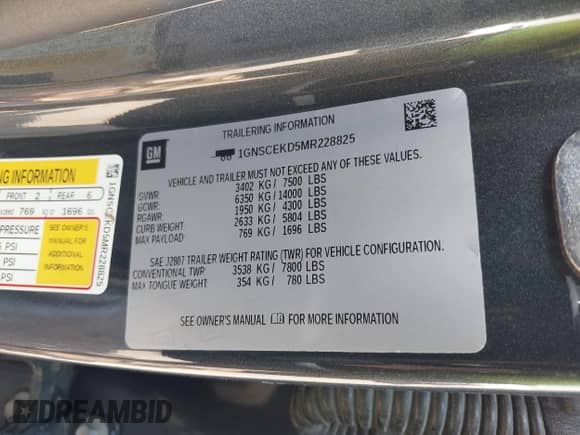 TRAILERING INFORMATION
GM
1GNSCEKD5MR228825
VEHICLE AND TRAILER MUST NOT EXCEED ANY OF THESE VALUES.
GVWR: 3402 KG / 7500 LBS
GCWR: 6350 KG / 14000 LBS
RGAWR: 1950 KG / 4300 LBS
CURB WEIGHT: 2633 KG / 5804 LBS
MAX PAYLOAD: 769 KG / 1696 LBS
SAE J2807 TRAILER WEIGHT RATING (TWR) FOR VEHICLE CONFIGURATION.
CONVENTIONAL TWR: 3538 KG / 7800 LBS
MAX TONGUE WEIGHT: 354 KG / 780 LBS
SEE OWNER'S MANUAL FOR MORE INFORMATION
NG INFORMATION
FRONT 2 REAR 6
769 kg 1696
PRESSURE
PSI
PSI
PSI
SEE OWNER'S
MANUAL FOR
ADDITIONAL
INFORMATION
1GNSCEKD5MR228825
DREAMBID